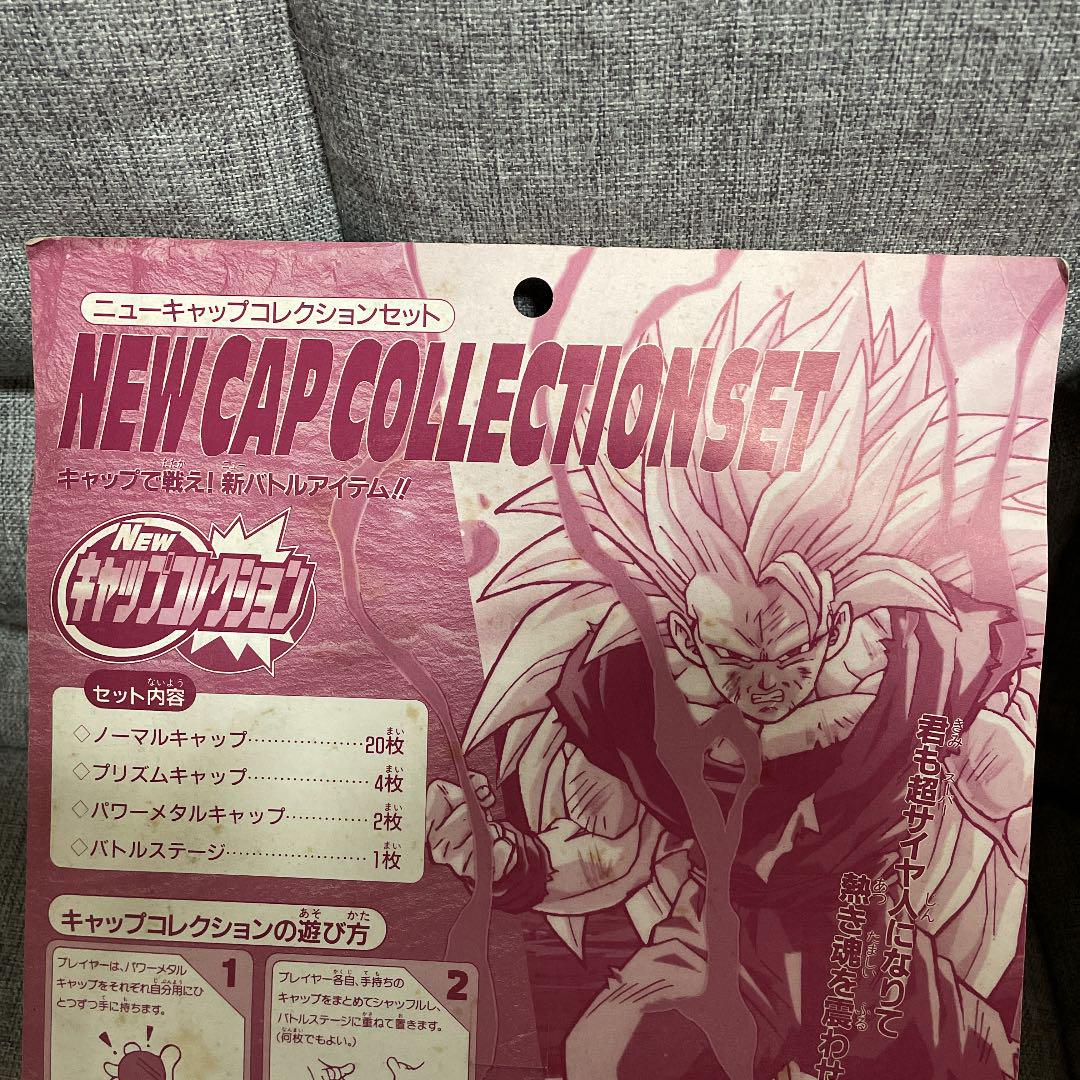 ニューキャップコレクションセット
NEW CAP COLLECTION SET
キャップで戦え!新バトルアイテム!!
NEW
キャップコレクション
セット内容
◇ノーマルキャップ………………20枚
◇プリズムキャップ………………4枚
◇パワーメタルキャップ…………2枚
◇バトルステージ…………………1枚
キャップコレクションの遊び方
1
プレイヤーは、パワーメタル
キャップをそれぞれ自分用にひ
とつずつ手に持ちます。
2
プレイヤー各自、手持ちの
キャップをまとめてシャッフルし、
バトルステージに重ねて置きます。
(何枚でもよい。)
君も超サイヤ人になりて
熱き魂を震わせ